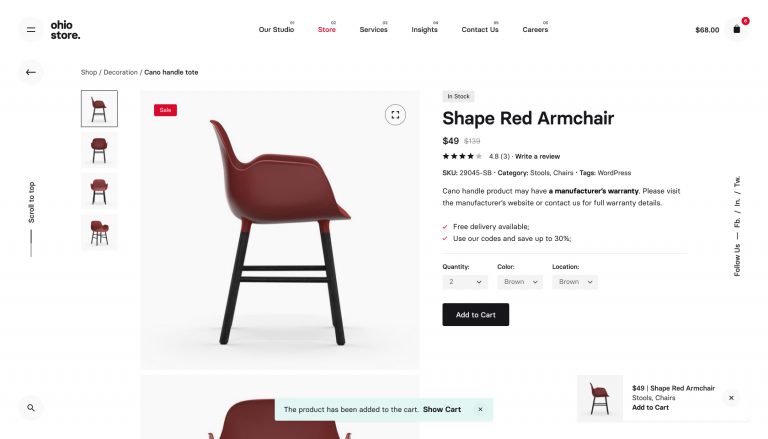 ohio
store.
01
Our Studio
02
Store
03
Services
04
Insights
05
Contact Us
06
Careers
$68.00
6
Shop / Decoration / Cano handle tote
Sale
In Stock
Shape Red Armchair
$49 $139
4.8 (3) · Write a review
SKU: 29045-SB · Category: Stools, Chairs · Tags: WordPress
Cano handle product may have a manufacturer's warranty. Please visit
the manufacturer's website or contact us for full warranty details.
Free delivery available;
Use our codes and save up to 30%;
Quantity: Color: Location:
2 Brown Brown
Add to Cart
Scroll to top
Follow Us — Fb. / In. / Tw.
The product has been added to the cart. Show Cart
$49 | Shape Red Armchair
Stools, Chairs
Add to Cart